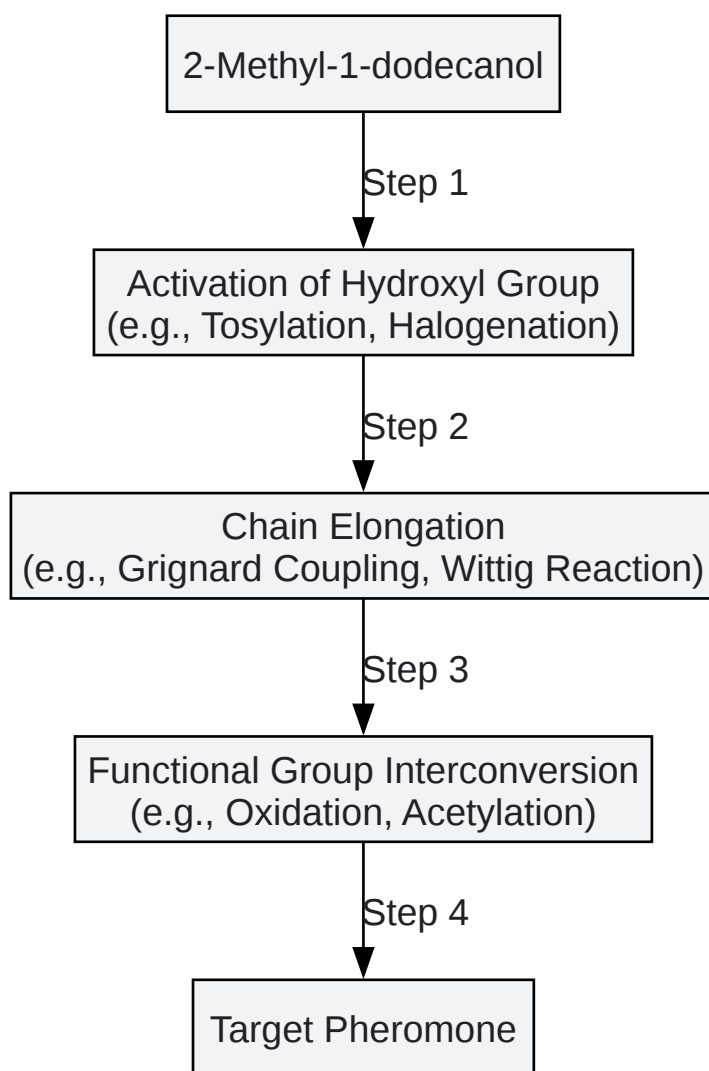 2-Methyl-1-dodecanol
Step 1
Activation of Hydroxyl Group
(e.g., Tosylation, Halogenation)
Step 2
Chain Elongation
(e.g., Grignard Coupling, Wittig Reaction)
Step 3
Functional Group Interconversion
(e.g., Oxidation, Acetylation)
Step 4
Target Pheromone